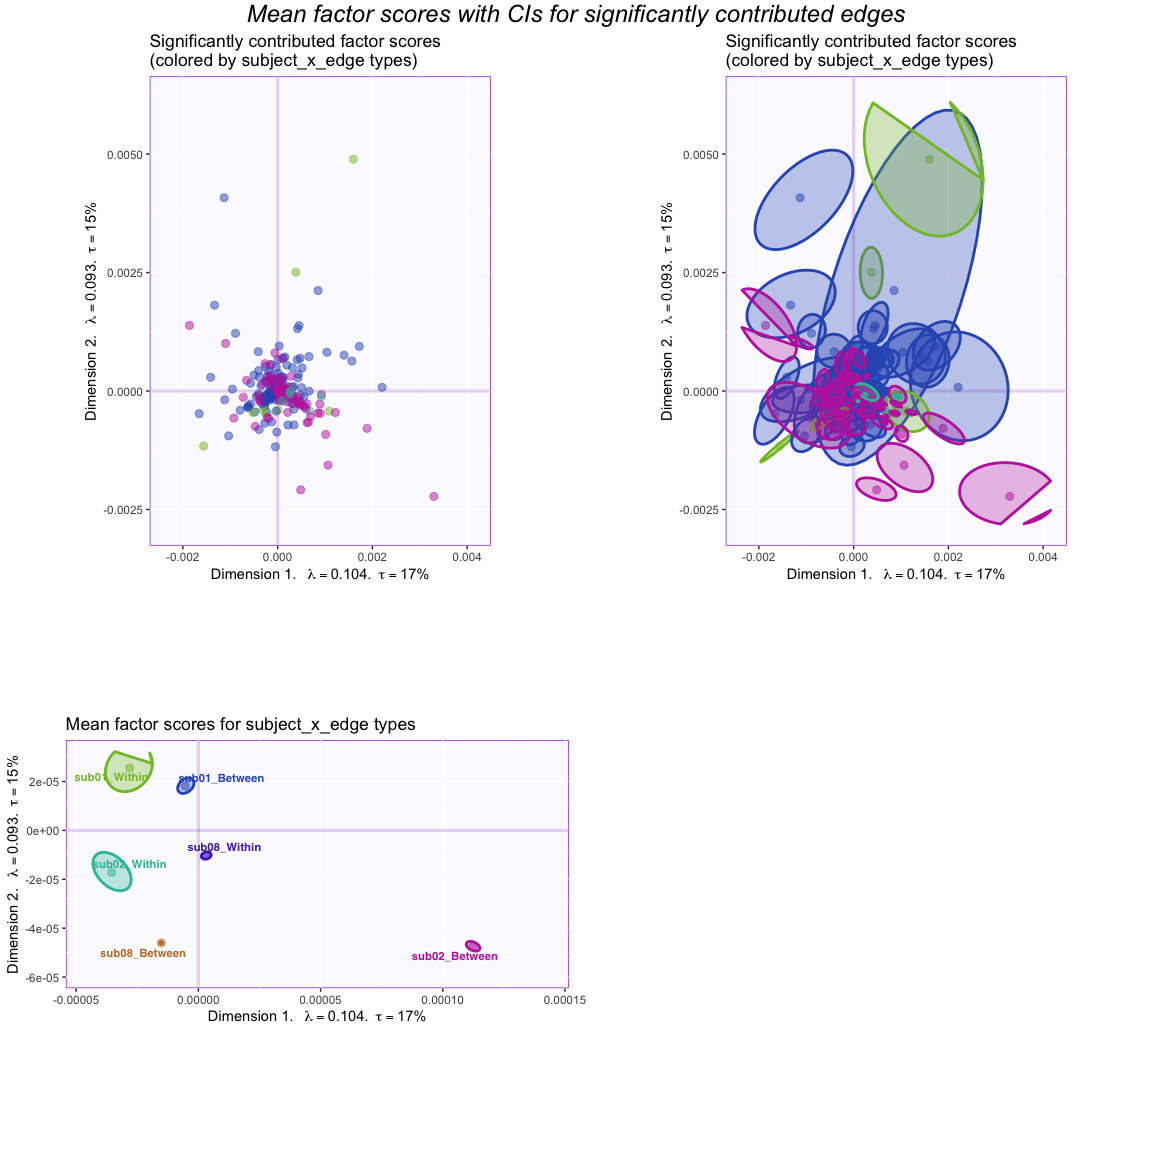 Mean factor scores with CIs for significantly contributed edges
Significantly contributed factor scores
(colored by subject_x_edge types)
Dimension 2. λ = 0.093. τ = 15%
0.0050
0.0025
0.0000
-0.0025
-0.002
0.000
0.002
0.004
Dimension 1. λ = 0.104. τ = 17%
Significantly contributed factor scores
(colored by subject_x_edge types)
Dimension 2. λ = 0.093. τ = 15%
0.0050
0.0025
0.0000
-0.0025
-0.002
0.000
0.002
0.004
Dimension 1. λ = 0.104. τ = 17%
Mean factor scores for subject_x_edge types
Dimension 2. λ = 0.093. τ = 15%
2e-05
0e+00
-2e-05
-4e-05
-6e-05
sub01_Within
sub01_Between
sub08_Within
sub02_Within
sub08_Between
sub02_Between
-0.00005
0.00000
0.00005
0.00010
0.00015
Dimension 1. λ = 0.104. τ = 17%